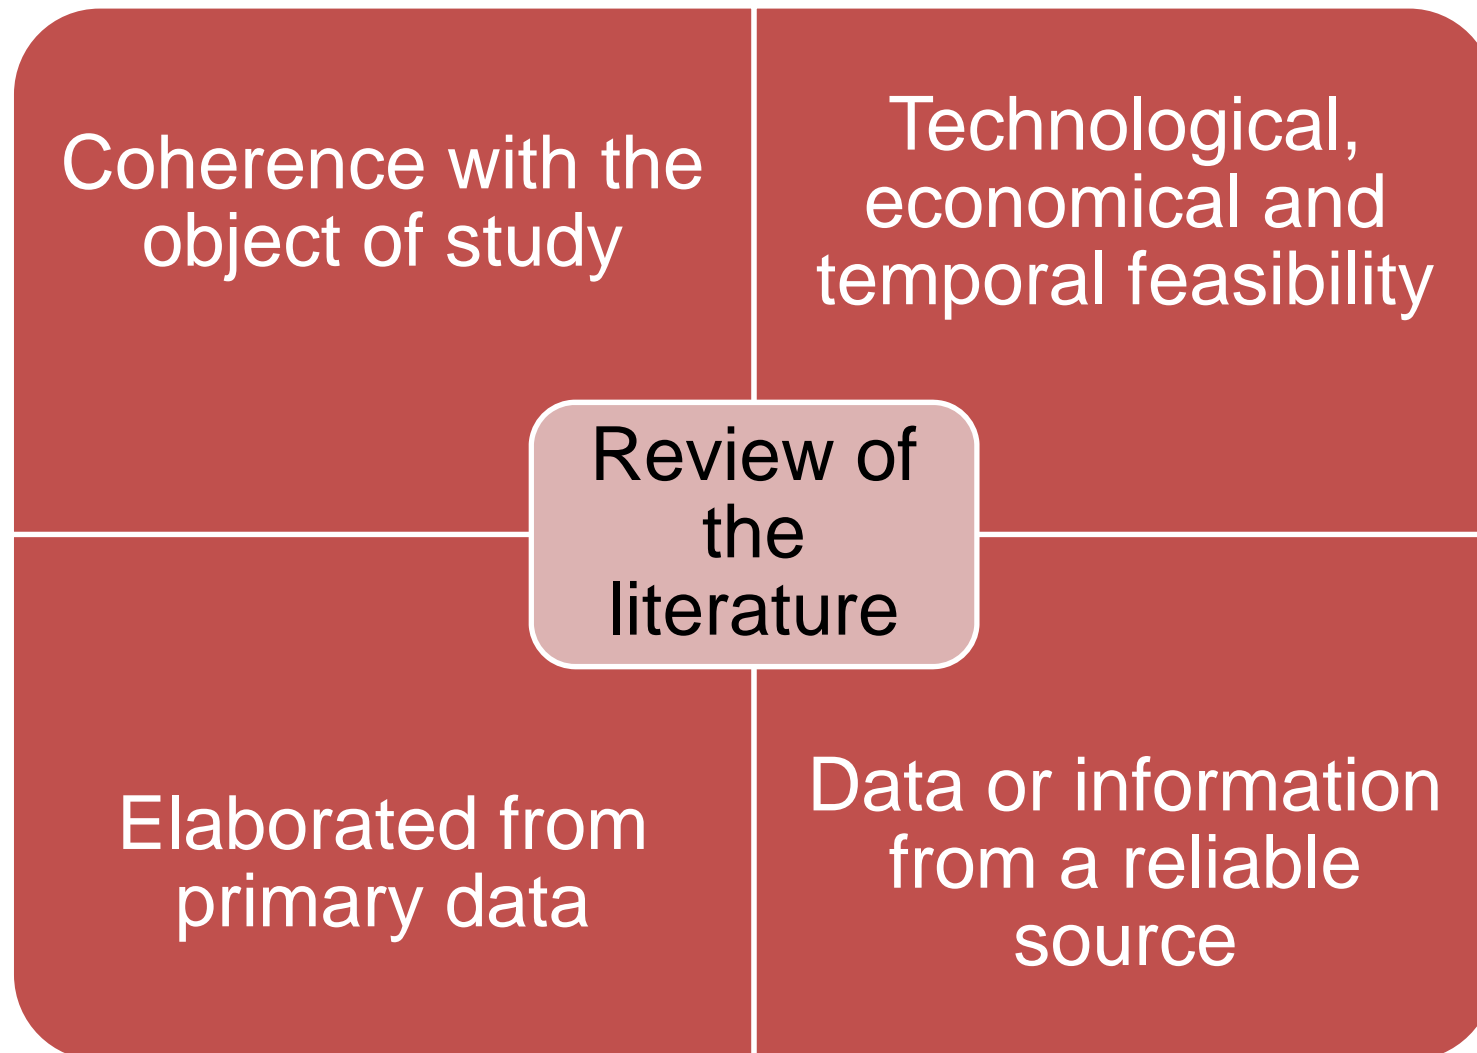 Coherence with the
object of study
Technological,
economical and
temporal feasibility
Review of
the
literature
Elaborated from
primary data
Data or information
from a reliable
source